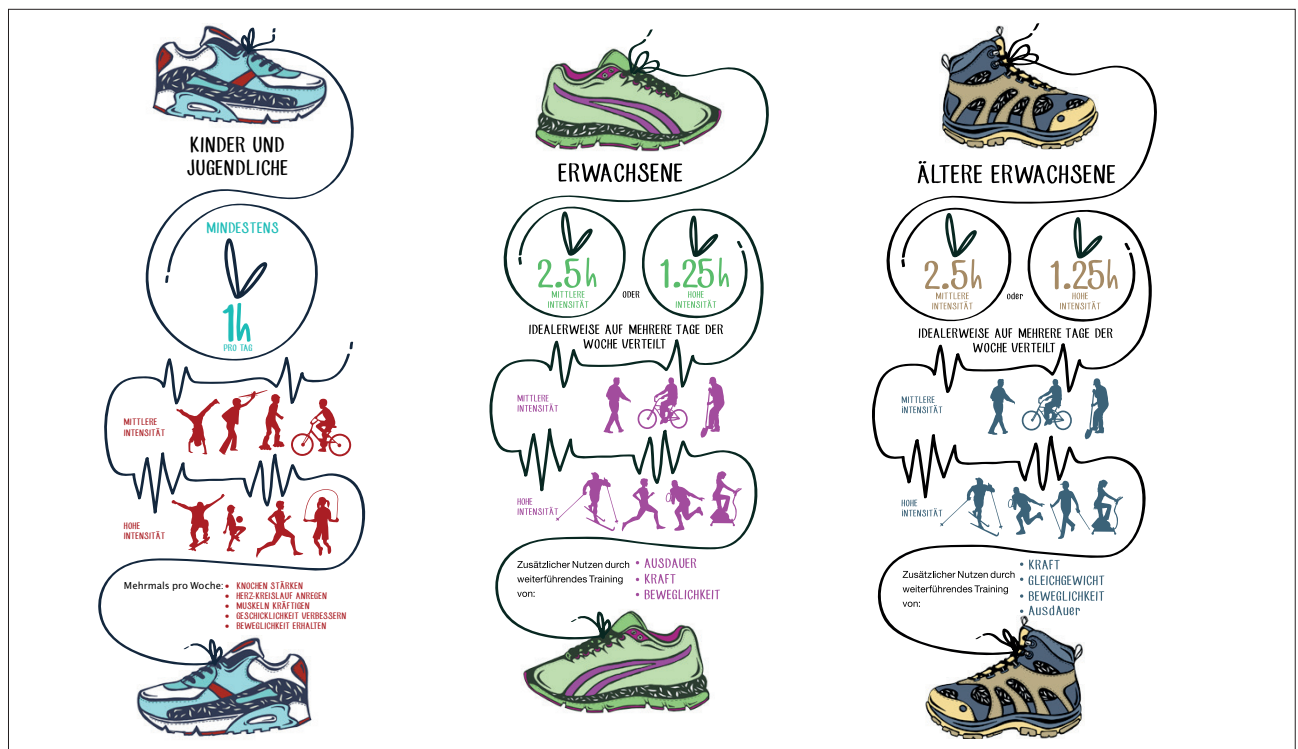 KINDER UND
JUGENDLICHE
MINDESTENS
1h
PRO TAG
MITTLERE
INTENSITÄT
HOHE
INTENSITÄT
Mehrmals pro Woche:
• KNOCHEN STÄRKEN
• HERZ-KREISLAUF ANREGEN
• MUSKELN KRÄFTIGEN
• GESCHICKLICHKEIT VERBESSERN
• BEWEGLICHKEIT ERHALTEN
ERWACHSENE
2.5h
MITTLERE
INTENSITÄT
ODER
1.25h
HOHE
INTENSITÄT
IDEALERWEISE AUF MEHRERE TAGE DER
WOCHE VERTEILT
MITTLERE
INTENSITÄT
HOHE
INTENSITÄT
Zusätzlicher Nutzen durch
weiterführendes Training
von:
• AUSDAUER
• KRAFT
• BEWEGLICHKEIT
ÄLTERE ERWACHSENE
2.5h
MITTLERE
INTENSITÄT
oder
1.25h
HOHE
INTENSITÄT
IDEALERWEISE AUF MEHRERE TAGE DER
WOCHE VERTEILT
MITTLERE
INTENSITÄT
HOHE
INTENSITÄT
Zusätzlicher Nutzen durch
weiterführendes Training
von:
• KRAFT
• GLEICHGEWICHT
• BEWEGLICHKEIT
• AusdAuer